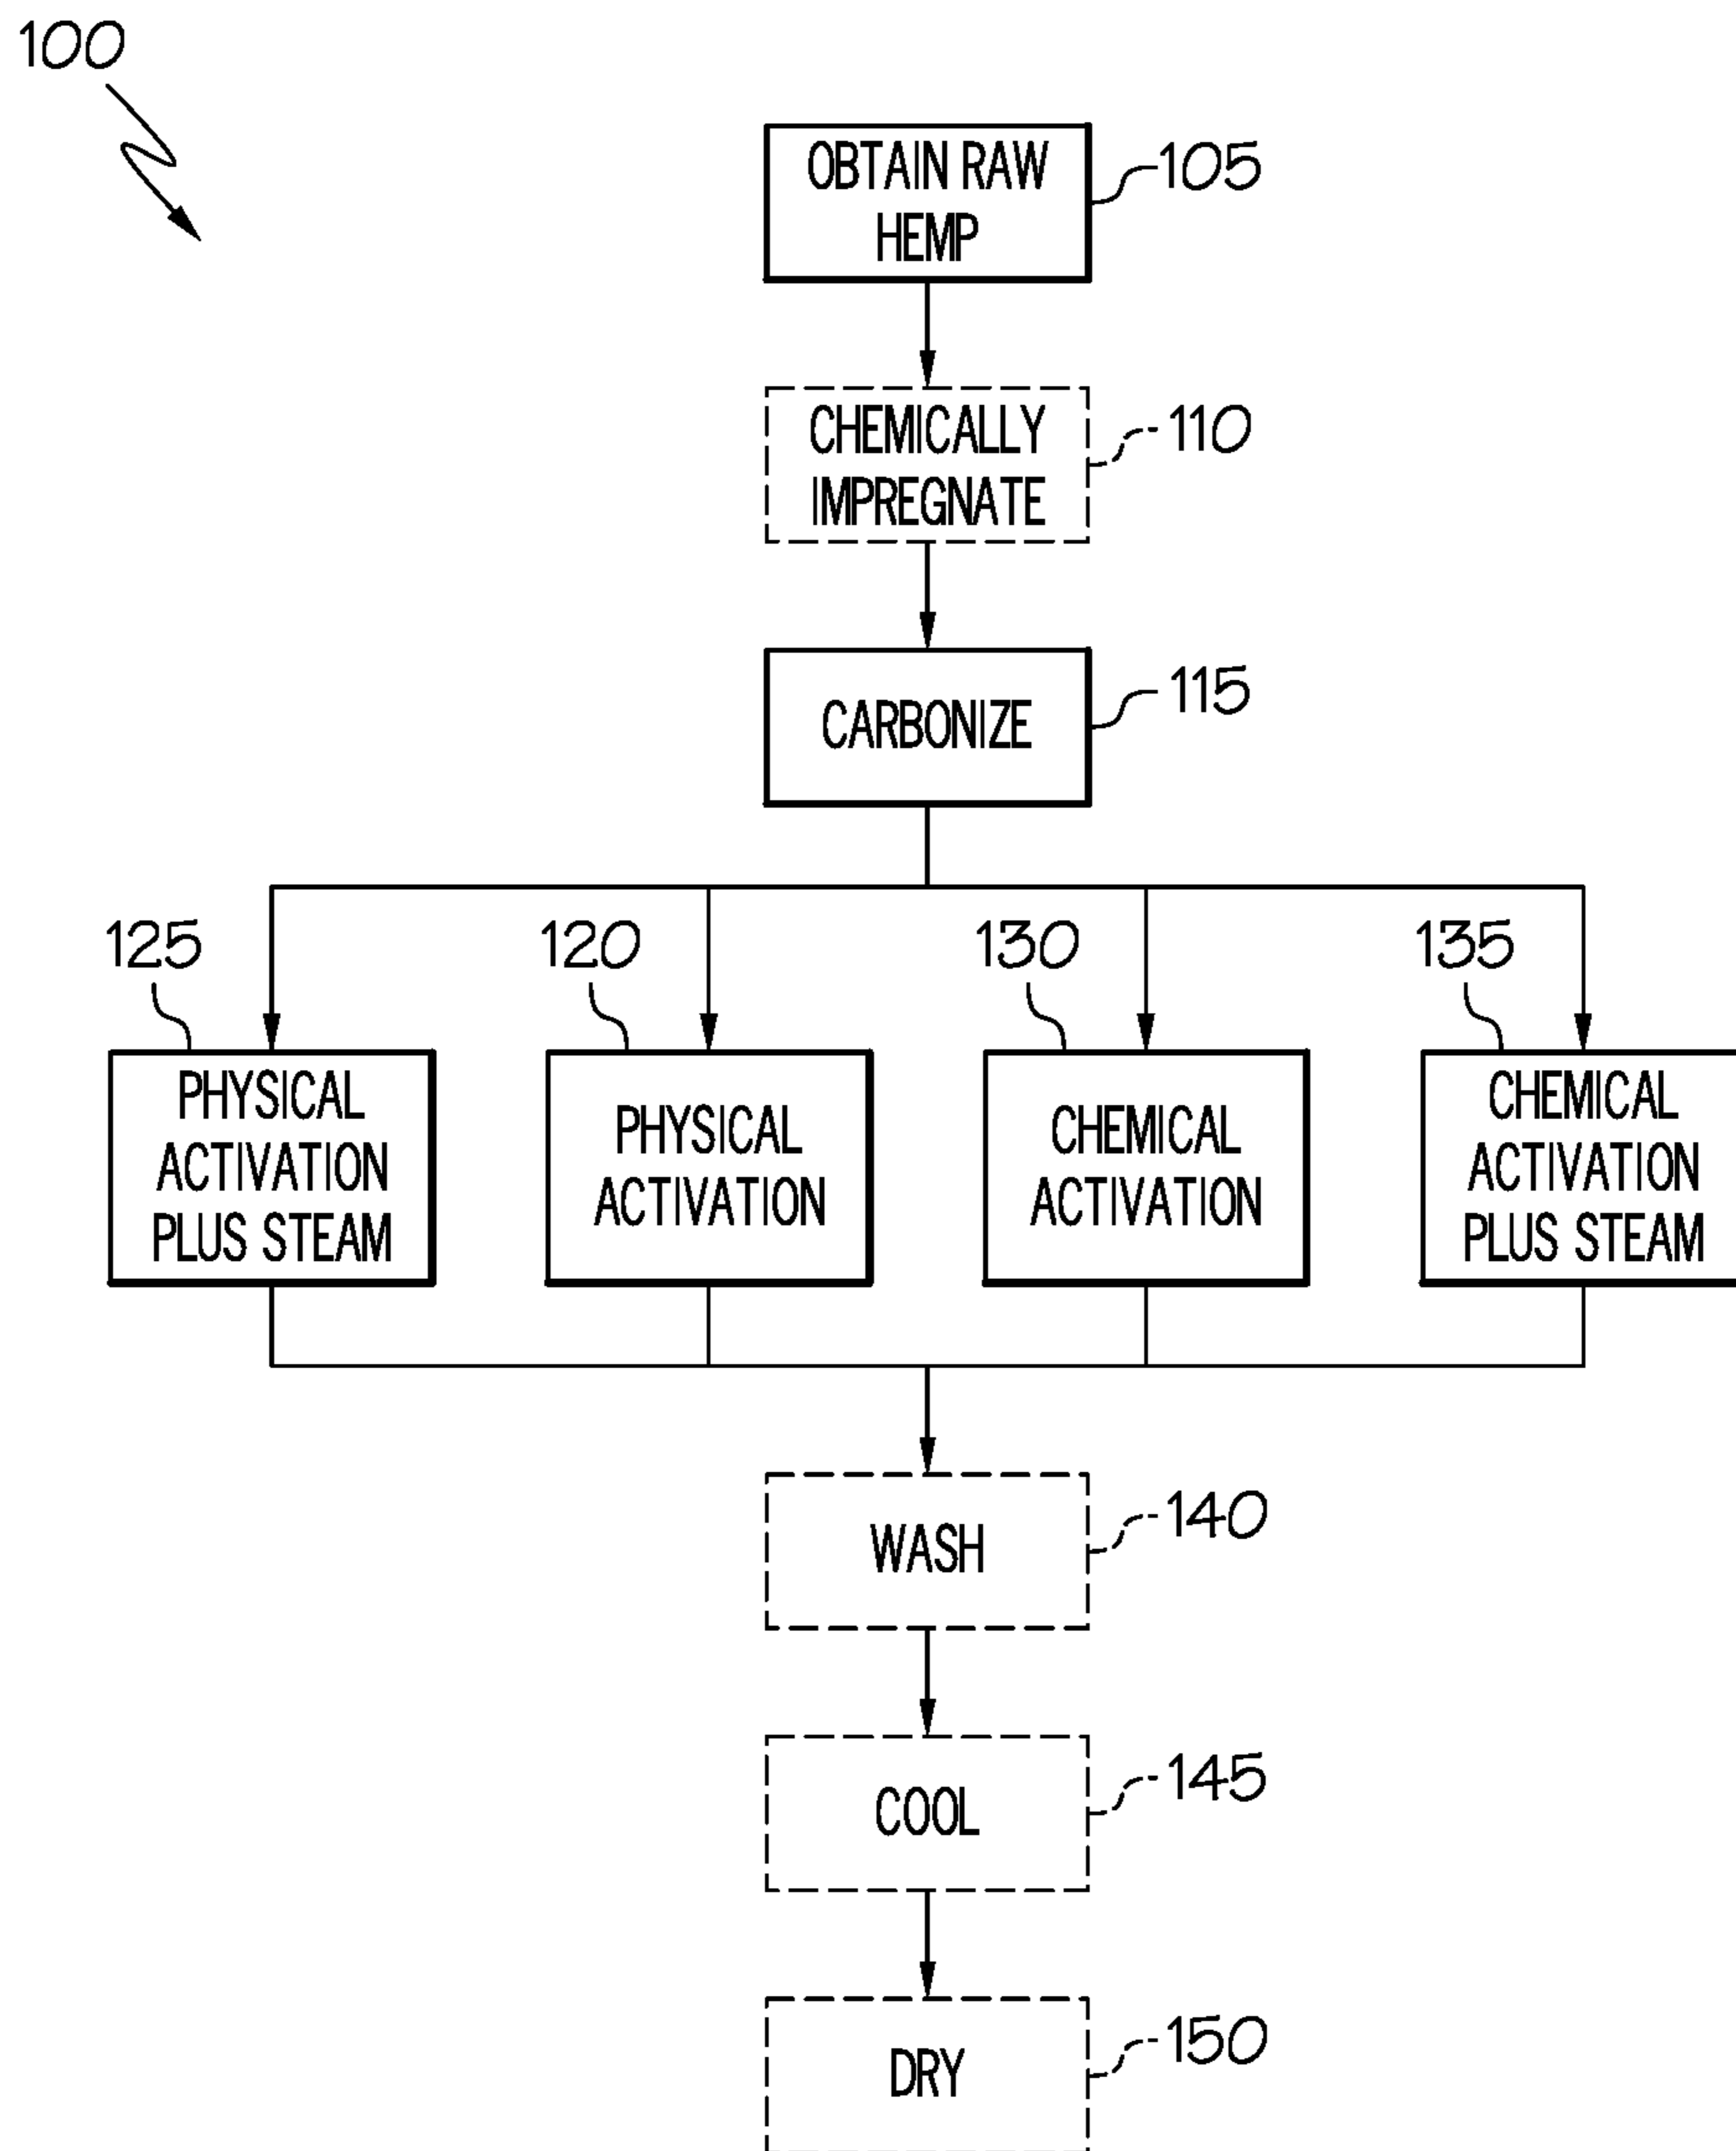 100
OBTAIN RAW
HEMP
105
CHEMICALLY
IMPREGNATE
110
CARBONIZE
115
125
120
130
135
PHYSICAL
ACTIVATION
PLUS STEAM
PHYSICAL
ACTIVATION
CHEMICAL
ACTIVATION
CHEMICAL
ACTIVATION
PLUS STEAM
WASH
140
COOL
145
DRY
150